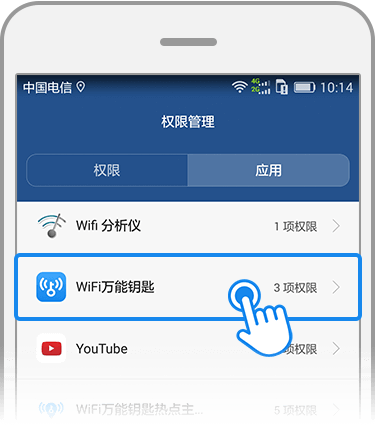 中国电信 4G 2G 10:14
权限管理
权限 应用
Wifi 分析仪 1 项权限
WiFi万能钥匙 3 项权限
YouTube 项权限
WiFi万能钥匙热点主... 5 项权限